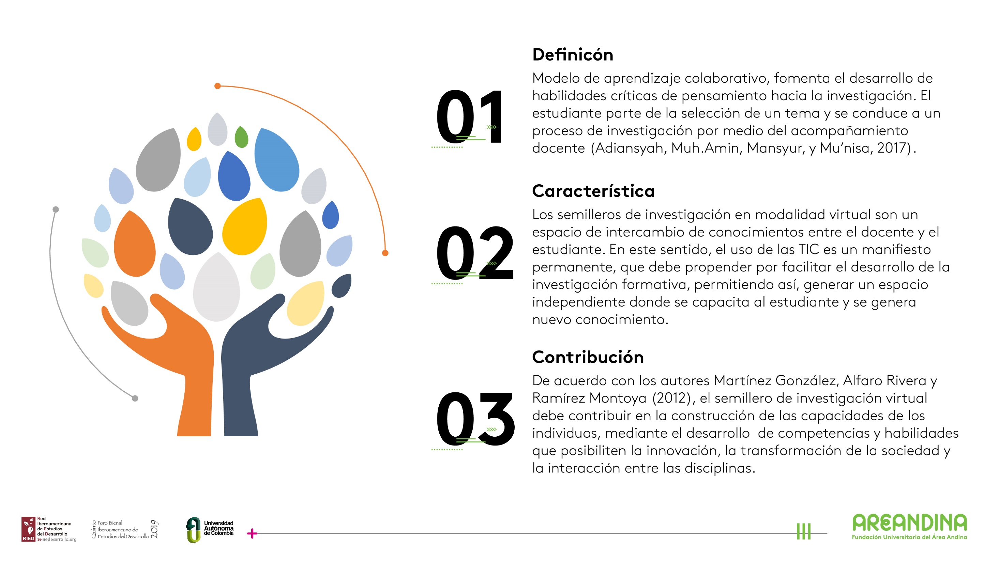 01
Definicón
Modelo de aprendizaje colaborativo, fomenta el desarrollo de
habilidades críticas de pensamiento hacia la investigación. El
estudiante parte de la selección de un tema y se conduce a un
proceso de investigación por medio del acompañamiento
docente (Adiansyah, Muh.Amin, Mansyur, y Mu’nisa, 2017).
02
Característica
Los semilleros de investigación en modalidad virtual son un
espacio de intercambio de conocimientos entre el docente y el
estudiante. En este sentido, el uso de las TIC es un manifiesto
permanente, que debe propender por facilitar el desarrollo de la
investigación formativa, permitiendo así, generar un espacio
independiente donde se capacita al estudiante y se genera
nuevo conocimiento.
03
Contribución
De acuerdo con los autores Martínez González, Alfaro Rivera y
Ramírez Montoya (2012), el semillero de investigación virtual
debe contribuir en la construcción de las capacidades de los
individuos, mediante el desarrollo  de competencias y habilidades
que posibiliten la innovación, la transformación de la sociedad y
la interacción entre las disciplinas.
RIED
Red
Iberoamericana
de Estudios
del Desarrollo
>> riedesarrollo.org
Quinto
Foro Bienal
Iberoamericano de
Estudios del Desarrollo
2019
Universidad
Autónoma
de Colombia
AREANDINA
Fundación Universitaria del Área Andina